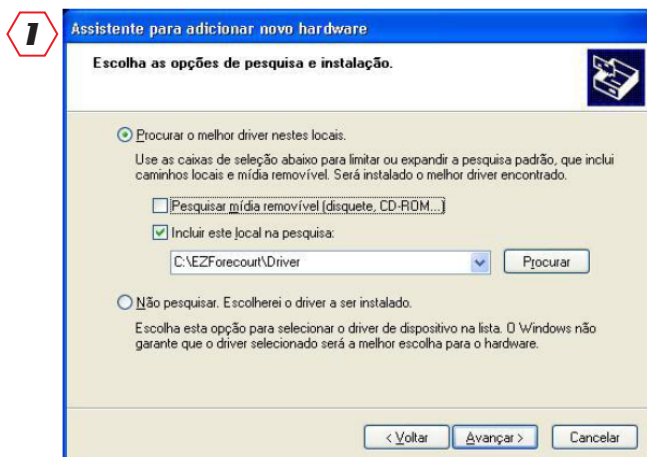 1
Assistente para adicionar novo hardware
Escolha as opções de pesquisa e instalação.
Procurar o melhor driver nestes locais.
Use as caixas de seleção abaixo para limitar ou expandir a pesquisa padrão, que inclui
caminhos locais e mídia removível. Será instalado o melhor driver encontrado.
Pesquisar mídia removível (disquete, CD-ROM...)
Incluir este local na pesquisa:
C:\EZForecourt\Driver
Procurar
Não pesquisar. Escolherei o driver a ser instalado.
Escolha esta opção para selecionar o driver de dispositivo na lista. O Windows não
garante que o driver selecionado será a melhor escolha para o hardware.
< Voltar
Avançar >
Cancelar